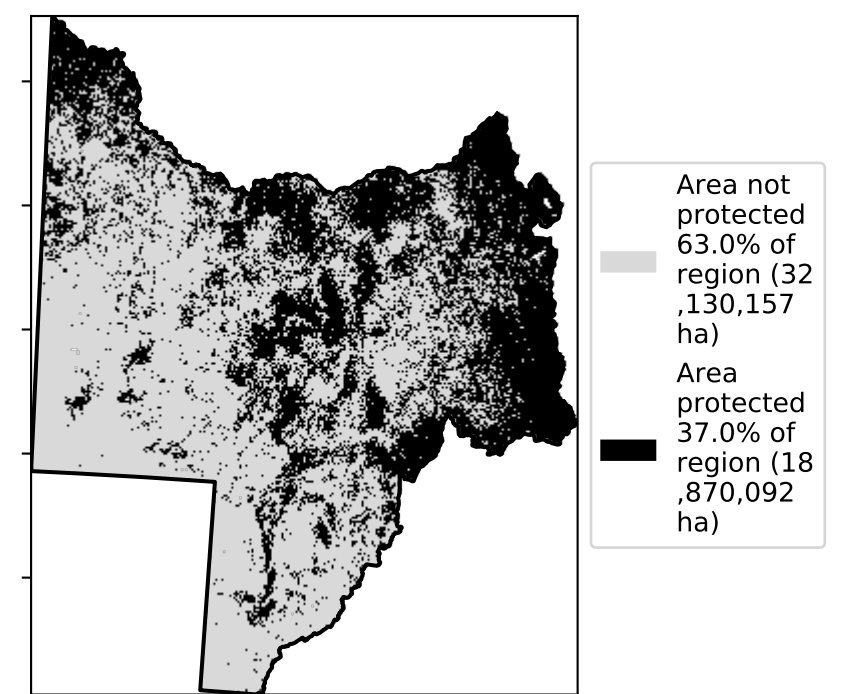 Area not
protected
63.0% of
region (32
,130,157
ha)
Area
protected
37.0% of
region (18
,870,092
ha)